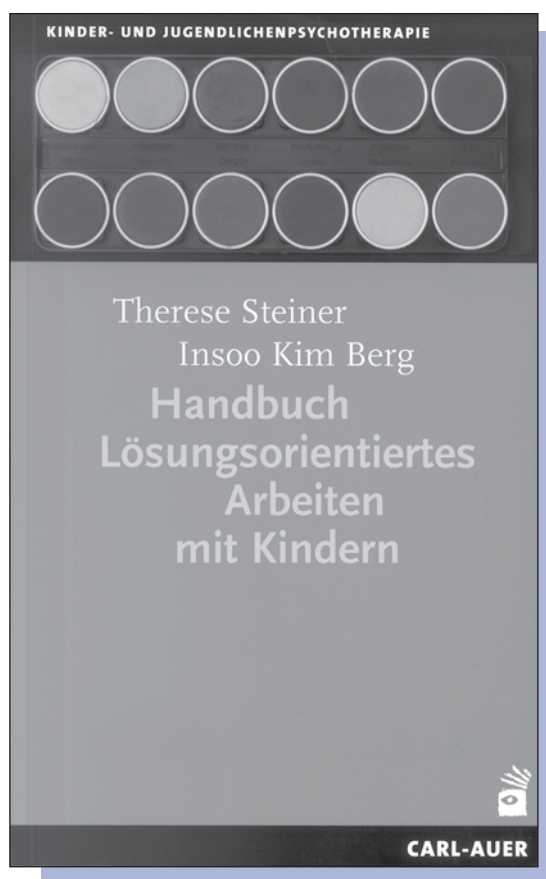 KINDER- UND JUGENDLICHENPSYCHOTHERAPIE
Therese Steiner
Insoo Kim Berg
Handbuch
Lösungsorientiertes
Arbeiten
mit Kindern
CARL-AUER